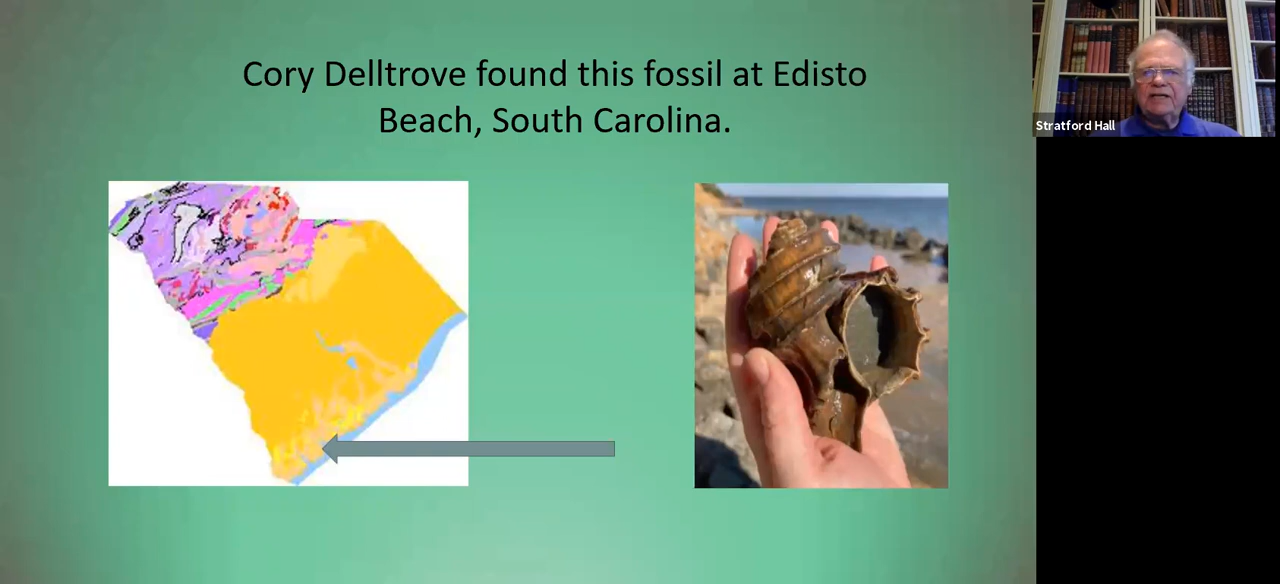 Cory Delltrove found this fossil at Edisto
Beach, South Carolina.
Stratford Hall